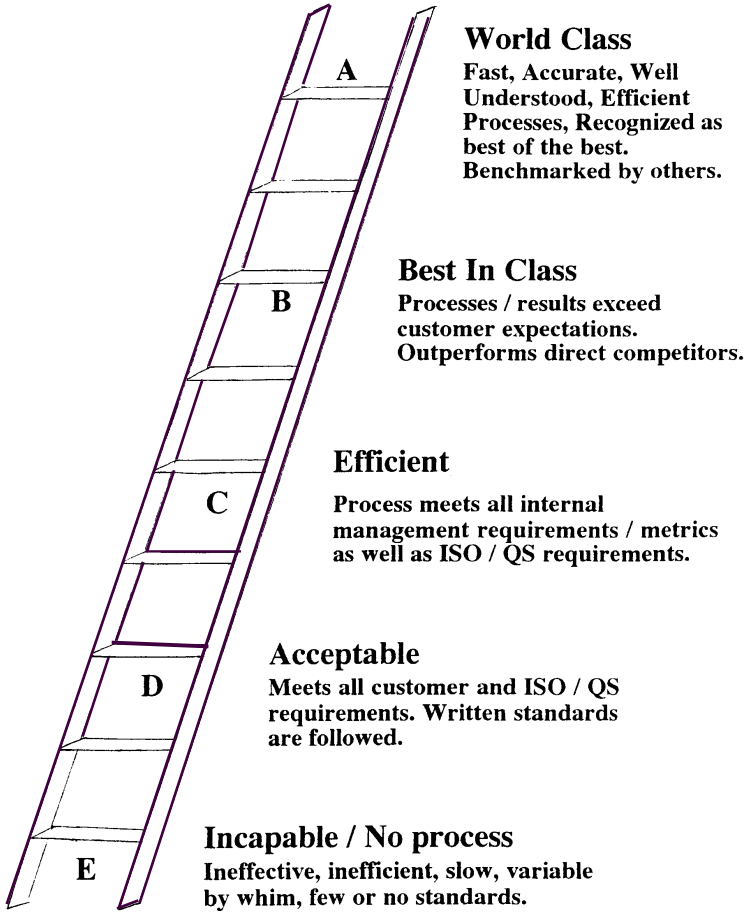 A
World Class
Fast, Accurate, Well
Understood, Efficient
Processes, Recognized as
best of the best.
Benchmarked by others.
B
Best In Class
Processes / results exceed
customer expectations.
Outperforms direct competitors.
C
Efficient
Process meets all internal
management requirements / metrics
as well as ISO / QS requirements.
D
Acceptable
Meets all customer and ISO / QS
requirements. Written standards
are followed.
E
Incapable / No process
Ineffective, inefficient, slow, variable
by whim, few or no standards.